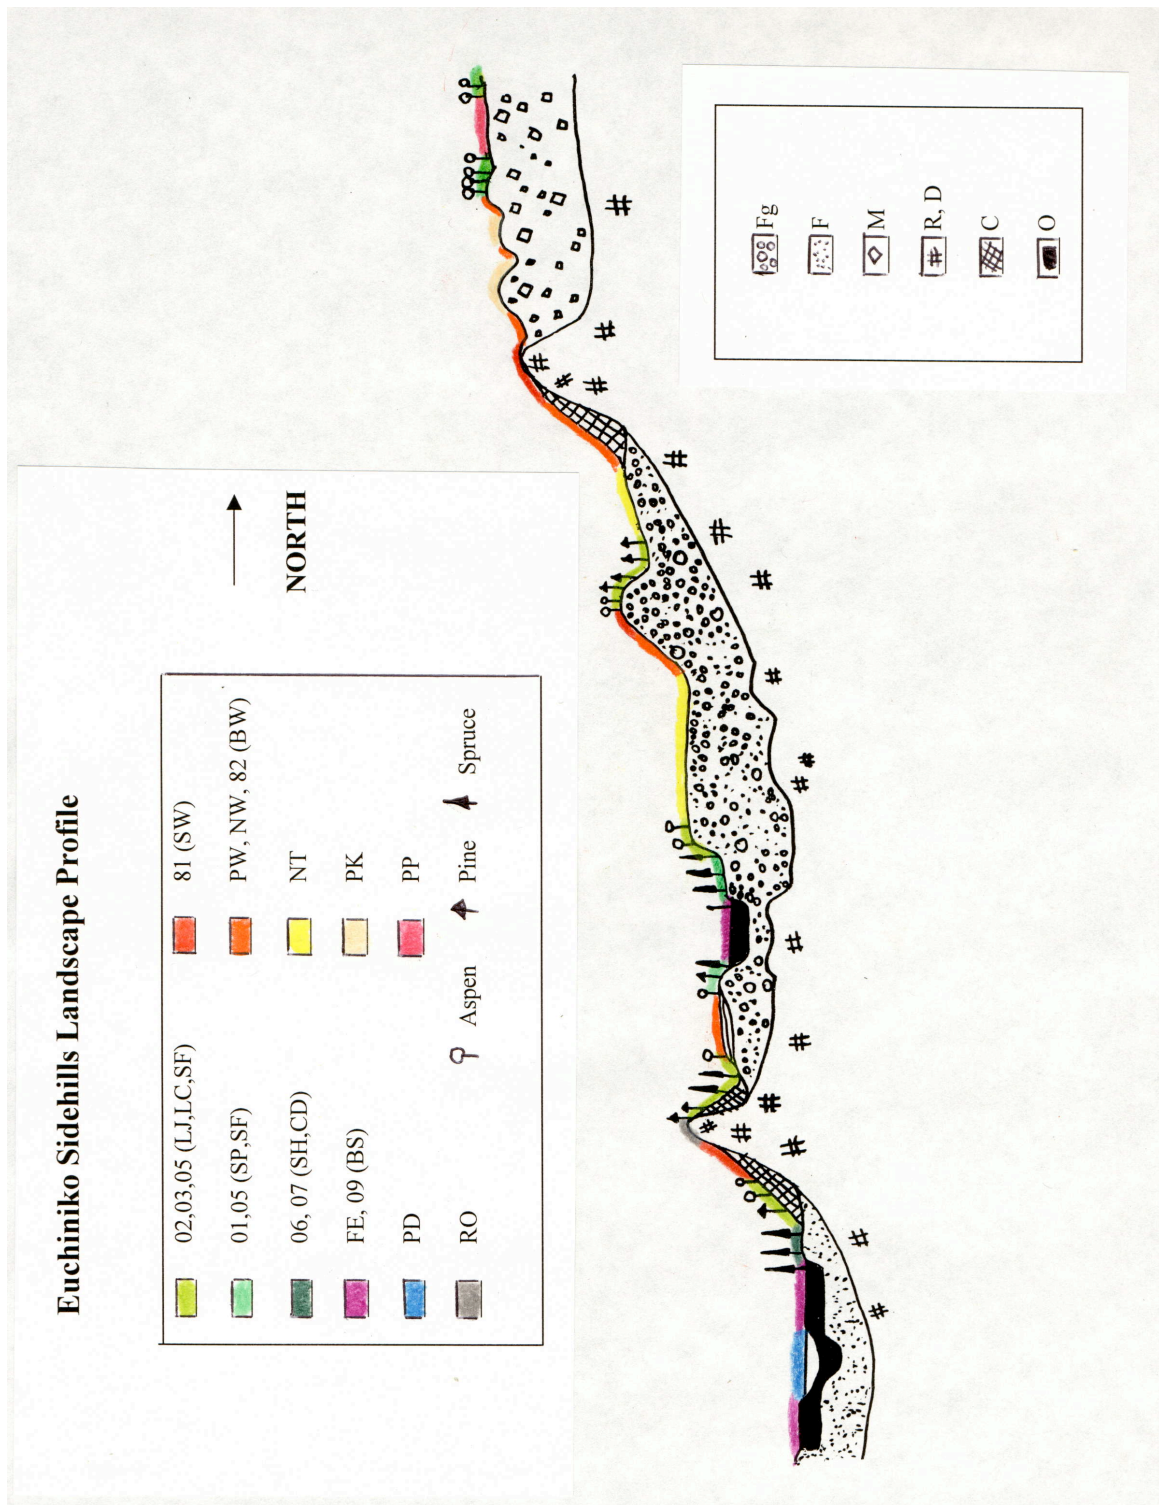 Euchiniko Sidehills Landscape Profile
NORTH
02,03,05 (LJ,LC,SF)
01,05 (SP,SF)
06, 07 (SH,CD)
FE, 09 (BS)
PD
RO
81 (SW)
PW, NW, 82 (BW)
NT
PK
PP
Aspen
Pine
Spruce
Fg
F
M
R, D
C
O